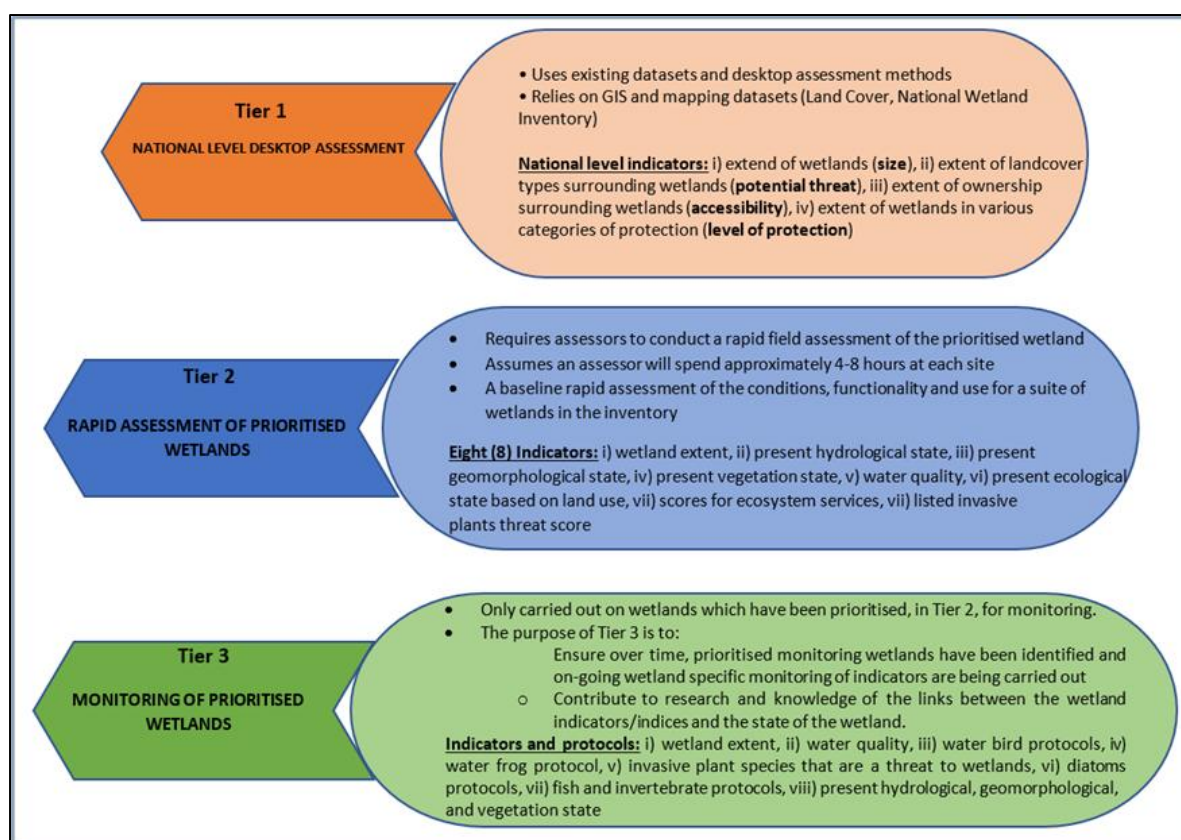 Tier 1
NATIONAL LEVEL DESKTOP ASSESSMENT
• Uses existing datasets and desktop assessment methods
• Relies on GIS and mapping datasets (Land Cover, National Wetland
Inventory)
National level indicators: i) extend of wetlands (size), ii) extent of landcover
types surrounding wetlands (potential threat), iii) extent of ownership
surrounding wetlands (accessibility), iv) extent of wetlands in various
categories of protection (level of protection)
Tier 2
RAPID ASSESSMENT OF PRIORITISED
WETLANDS
• Requires assessors to conduct a rapid field assessment of the prioritised wetland
• Assumes an assessor will spend approximately 4-8 hours at each site
• A baseline rapid assessment of the conditions, functionality and use for a suite of
wetlands in the inventory
Eight (8) Indicators: i) wetland extent, ii) present hydrological state, iii) present
geomorphological state, iv) present vegetation state, v) water quality, vi) present ecological
state based on land use, vii) scores for ecosystem services, vii) listed invasive
plants threat score
Tier 3
MONITORING OF PRIORITISED
WETLANDS
• Only carried out on wetlands which have been prioritised, in Tier 2, for monitoring.
• The purpose of Tier 3 is to:
Ensure over time, prioritised monitoring wetlands have been identified and
on-going wetland specific monitoring of indicators are being carried out
o Contribute to research and knowledge of the links between the wetland
indicators/indices and the state of the wetland.
Indicators and protocols: i) wetland extent, ii) water quality, iii) water bird protocols, iv)
water frog protocol, v) invasive plant species that are a threat to wetlands, vi) diatoms
protocols, vii) fish and invertebrate protocols, viii) present hydrological, geomorphological,
and vegetation state